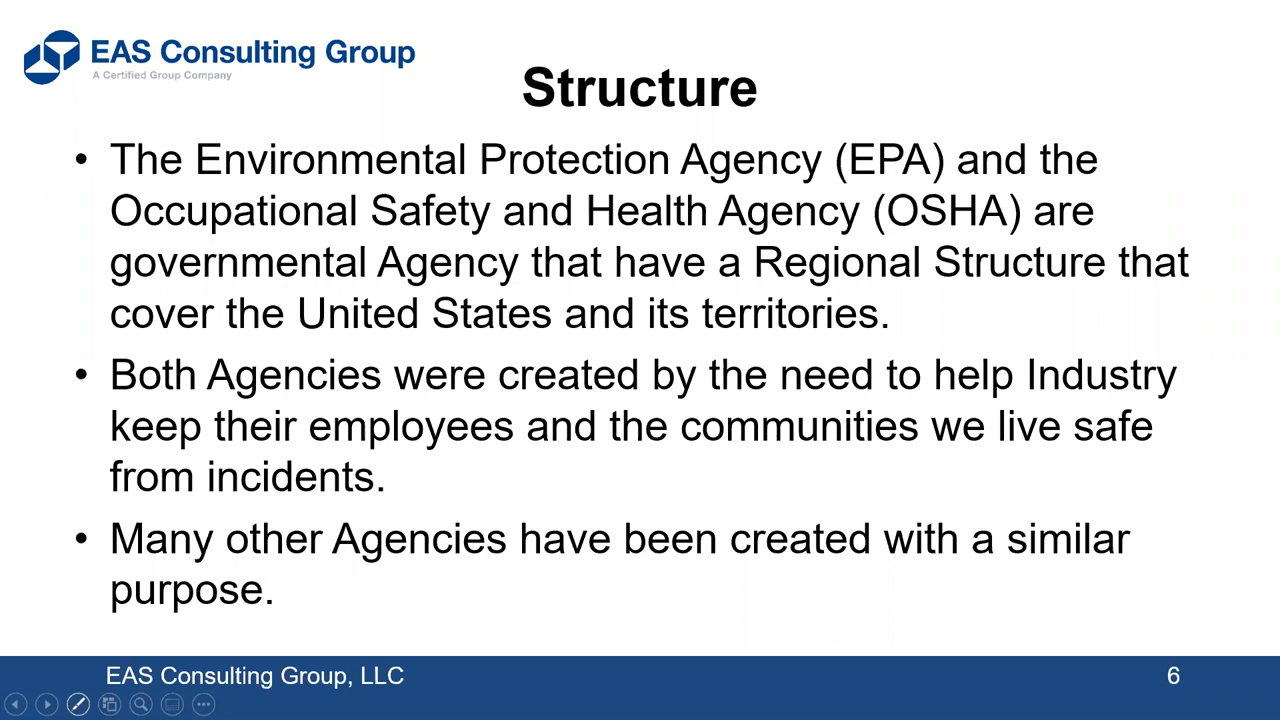 EAS Consulting Group
A Certified Group Company
Structure
• The Environmental Protection Agency (EPA) and the
Occupational Safety and Health Agency (OSHA) are
governmental Agency that have a Regional Structure that
cover the United States and its territories.
• Both Agencies were created by the need to help Industry
keep their employees and the communities we live safe
from incidents.
• Many other Agencies have been created with a similar
purpose.
EAS Consulting Group, LLC
6